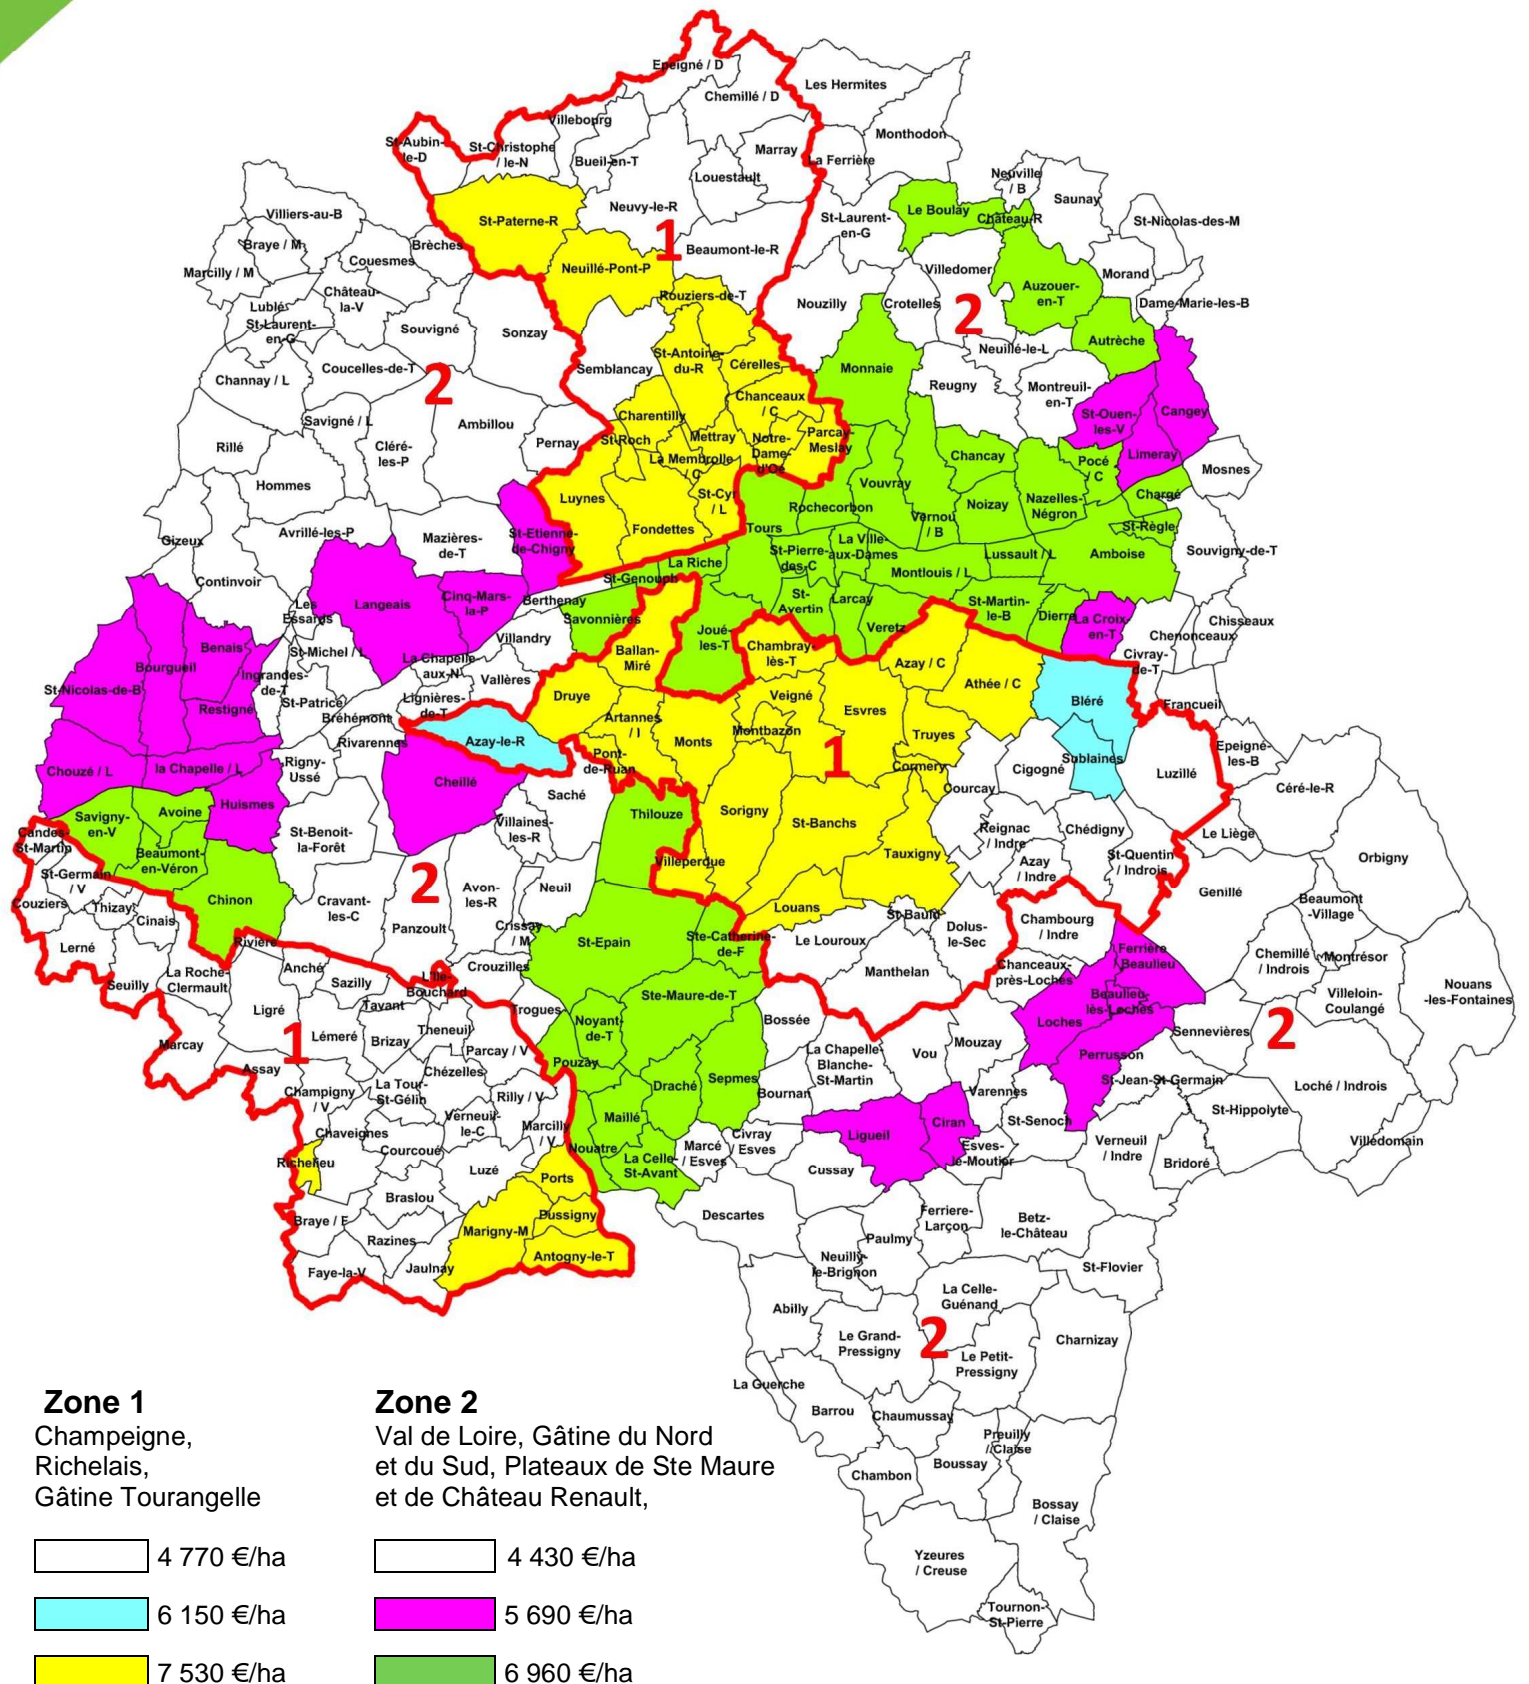 Epeigné / D
Les Hermites
Chemillé / D
Villebourg
Monthodon
St-Aubin-
le-D
St-Christophe
/ le-N
Bueil-en-T
Marray
La Ferrière
Louestault
Neuville
/ B
Saunay
St-Paterne-R
Neuvy-le-R
Villiers-au-B
St-Laurent-
en-G
Le Boulay
Château-R
St-Nicolas-des-M
Braye / M
Brèches
1
Beaumont-le-R
Couesmes
Marcilly / M
Neuillé-Pont-P
Villedomer
Morand
Auzouer-
en-T
Château-
la-V
Rouziers-de-T
Nouzilly
Crotelles
Dame-Marie-les-B
Lublé
St-Laurent-
en-G
Souvigné
Sonzay
2
Autrèche
Neuillé-le-L
St-Antoine-
du-R
Cérelles
Monnaie
Coucelles-de-T
Semblancay
Channay / L
2
Reugny
Montreuil-
en-T
Chanceaux
/ C
Savigné / L
Ambillou
Charentilly
St-Ouen-
les-V
Cangey
Rillé
Cléré-
les-P
Pernay
St-Roch
Mettray
Notre-
Dame-
d'Oé
Parcay-
Meslay
La Membrolle
/ C
Chancay
Pocé
/ C
Limeray
Mosnes
Hommes
Luynes
St-Cyr
/ L
Vouvray
Nazelles-
Négron
Chargé
Rochecorbon
Vernou
/ B
Noizay
Avrillé-les-P
Fondettes
Tours
St-Règle
Gizeux
Mazières-
de-T
St-Etienne-
de-Chigny
La Ville-
aux-Dames
St-Pierre-
des-C
Lussault / L
Amboise
Souvigny-de-T
La Riche
Montlouis / L
Continvoir
St-Genouph
Les
Essards
Langeais
Cinq-Mars-
la-P
Berthenay
Savonnières
St-
Avertin
Larcay
St-Martin-
le-B
Dierre
La Croix-
en-T
Chisseaux
Chenonceaux
Benais
St-Michel / L
Villandry
Joué-
les-T
Veretz
Bourgueil
La Chapelle-
aux-N
Ballan-
Miré
Chambray-
lès-T
Civray-
de-T
Ingrandes-
de-T
Vallères
Azay / C
Athée / C
St-Nicolas-de-B
Restigné
St-Patrice
Lignières-
de-T
Druye
Veigné
Bléré
Francueil
Bréhémont
Artannes
/ I
Esvres
Rivarennes
Azay-le-R
Monts
Montbazon
Truyes
Epeigné-
les-B
Chouzé / L
la Chapelle / L
Rigny-
Ussé
Pont-
de-Ruan
1
Cormery
Cigogné
Sublaines
Luzillé
Cheillé
Courcay
Céré-le-R
Huismes
Saché
Savigny-
en-V
Avoine
Thilouze
Sorigny
St-Banchs
Candes-
St-Martin
St-Benoit-
la-Forêt
Villaines-
les-R
Reignac
/ Indre
Chédigny
Le Liège
Beaumont-
en-Véron
Villeperdue
Tauxigny
Azay
/ Indre
St-Quentin
/ Indrois
Orbigny
St-Germain
/ V
2
Avon-
les-R
Neuil
Genillé
Couziers
Thizay
Chinon
Cravant-
les-C
Louans
St-Bauld
Beaumont
-Village
Cinais
Panzoult
Crissay
/ M
Dolus-
le-Sec
Chambourg
/ Indre
Lerné
Rivière
St-Epain
Ste-Catherine-
de-F
Le Louroux
Ferrière
/ Beaulieu
Chemillé
/ Indrois
Montrésor
La Roche-
Clermault
Anché
Crouzilles
Manthelan
Chanceaux-
près-Loches
Seuilly
Sazilly
L'Ile-
Bouchard
Beaulieu-
lès-Loches
Villeloin-
Coulangé
Nouans
-les-Fontaines
Ligré
Tavant
Trogues
Ste-Maure-de-T
Bossée
Loches
Sennevières
2
Lémeré
Brizay
Theneuil
Noyant-
de-T
Marcay
1
Parcay / V
La Chapelle-
Blanche-
St-Martin
Vou
Mouzay
Perrusson
Assay
Chézelles
Pouzay
Champigny
/ V
La Tour-
St-Gélin
Rilly / V
Draché
Sepmes
Bournan
Varennes
St-Jean-St-Germain
Loché / Indrois
Verneuil-
le-C
Marcilly
/ V
Maillé
St-Senoch
St-Hippolyte
Chaveignes
Courcoué
Nouatre
Marcé
/ Esves
Civray
/ Esves
Ligueil
Ciran
Esves-
le-Moutier
Verneuil
/ Indre
Villedomain
Richelieu
Luzé
La Celle-
St-Avant
Cussay
Bridoré
Ports
Braslou
Pussigny
Descartes
Ferriere-
Larçon
Betz-
le-Château
Braye / F
Razines
Marigny-M
Paulmy
Antogny-le-T
Neuilly-
le-Brignon
St-Flovier
Faye-la-V
Jaulnay
La Celle-
Guénand
Abilly
Le Grand-
Pressigny
2
Charnizay
Le Petit-
Pressigny
La Guerche
Barrou
Chaumussay
Preuilly
/ Claise
Boussay
Chambon
Bossay
/ Claise
Yzeures
/ Creuse
Tournon-
St-Pierre
Zone 1
Champeigne,
Richelais,
Gâtine Tourangelle
4 770 €/ha
6 150 €/ha
7 530 €/ha
Zone 2
Val de Loire, Gâtine du Nord
et du Sud, Plateaux de Ste Maure
et de Château Renault,
4 430 €/ha
5 690 €/ha
6 960 €/ha